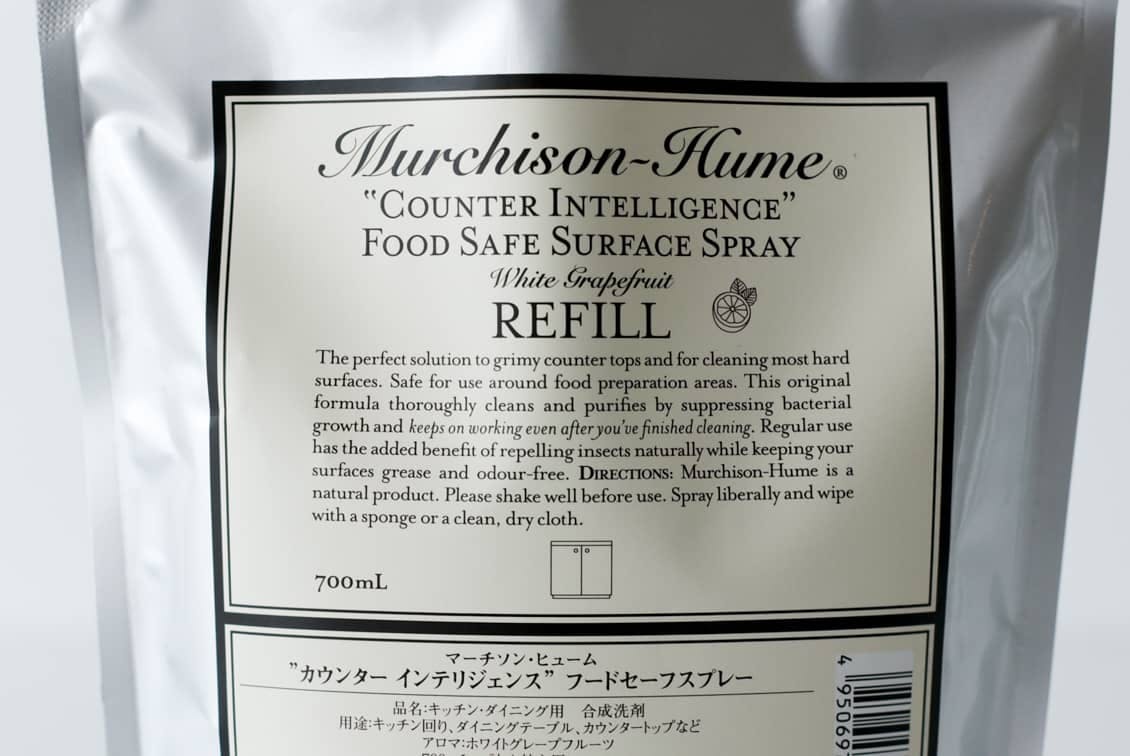 Murchison-Hume®
“COUNTER INTELLIGENCE”
FOOD SAFE SURFACE SPRAY
White Grapefruit
REFILL
The perfect solution to grimy counter tops and for cleaning most hard
surfaces. Safe for use around food preparation areas. This original
formula thoroughly cleans and purifies by suppressing bacterial
growth and keeps on working even after you’ve finished cleaning. Regular use
has the added benefit of repelling insects naturally while keeping your
surfaces grease and odour-free. DIRECTIONS: Murchison-Hume is a
natural product. Please shake well before use. Spray liberally and wipe
with a sponge or a clean, dry cloth.
700mL
マーチソン・ヒューム
”カウンター インテリジェンス” フードセーフスプレー
品名:キッチン・ダイニング用 合成洗剤
用途:キッチン回り、ダイニングテーブル、カウンタートップなど
アロマ:ホワイトグレープフルーツ
4 95069